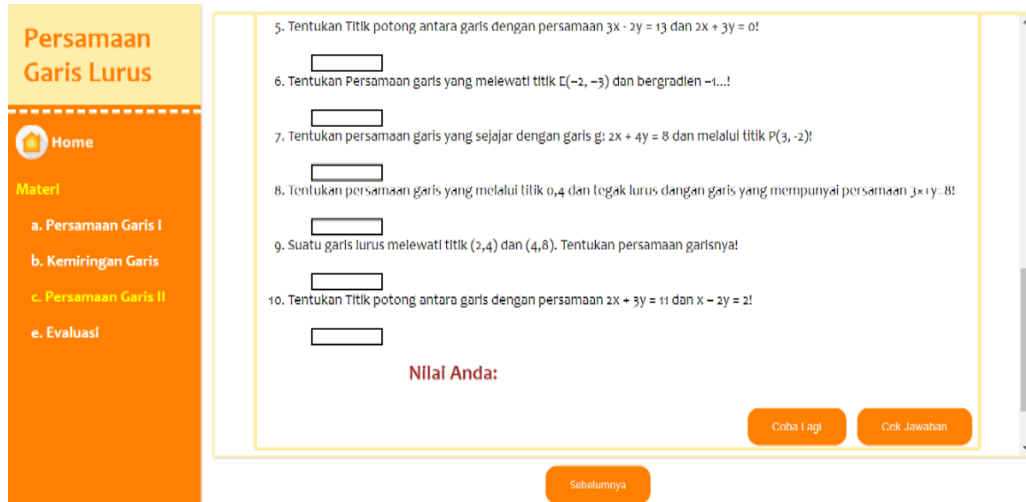 Persamaan
Garis Lurus
Home
Materi
a. Persamaan Garis I
b. Kemiringan Garis
c. Persamaan Garis II
e. Evaluasi
5. Tentukan Titik potong antara garis dengan persamaan 3x - 2y = 13 dan 2x + 3y = 0!
6. Tentukan Persamaan garis yang melewati titik E(−2, −3) dan bergradien −1...!
7. Tentukan persamaan garis yang sejajar dengan garis g: 2x + 4y = 8 dan melalui titik P(3, -2)!
8. Tentukan persamaan garis yang melalui titik 0,4 dan tegak lurus dangan garis yang mempunyai persamaan 3x+y=8!
9. Suatu garis lurus melewati titik (2,4) dan (4,8). Tentukan persamaan garisnya!
10. Tentukan Titik potong antara garis dengan persamaan 2x + 3y = 11 dan x – 2y = 2!
Nilai Anda:
Coba Lagi
Cek Jawaban
Sebelumnya